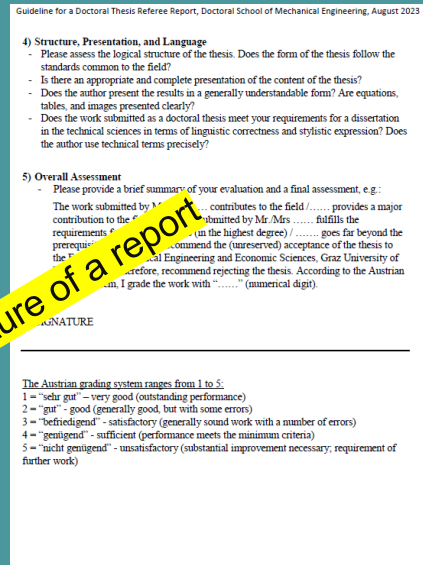 Guideline for a Doctoral Thesis Referee Report, Doctoral School of Mechanical Engineering, August 2023
4) Structure, Presentation, and Language
- Please assess the logical structure of the thesis. Does the form of the thesis follow the
standards common to the field?
- Is there an appropriate and complete presentation of the content of the thesis?
- Does the author present the results in a generally understandable form? Are equations,
tables, and images presented clearly?
- Does the work submitted as a doctoral thesis meet your requirements for a dissertation
in the technical sciences in terms of linguistic correctness and stylistic expression? Does
the author use technical terms precisely?
5) Overall Assessment
- Please provide a brief summary of your evaluation and a final assessment, e.g.:
The work submitted by … contributes to the field /…… provides a major
contribution to the submitted by Mr./Mrs …… fulfills the
requirements (in the highest degree) / ……. goes far beyond the
recommend the (unreserved) acceptance of the thesis to
the Engineering and Economic Sciences, Graz University of
therefore, recommend rejecting the thesis. According to the Austrian
I grade the work with “……” (numerical digit).
ure of a report
SIGNATURE
The Austrian grading system ranges from 1 to 5:
1 = “sehr gut” – very good (outstanding performance)
2 = “gut” - good (generally good, but with some errors)
3 = “befriedigend” - satisfactory (generally sound work with a number of errors)
4 = “genügend” - sufficient (performance meets the minimum criteria)
5 = “nicht genügend” - unsatisfactory (substantial improvement necessary; requirement of
further work)